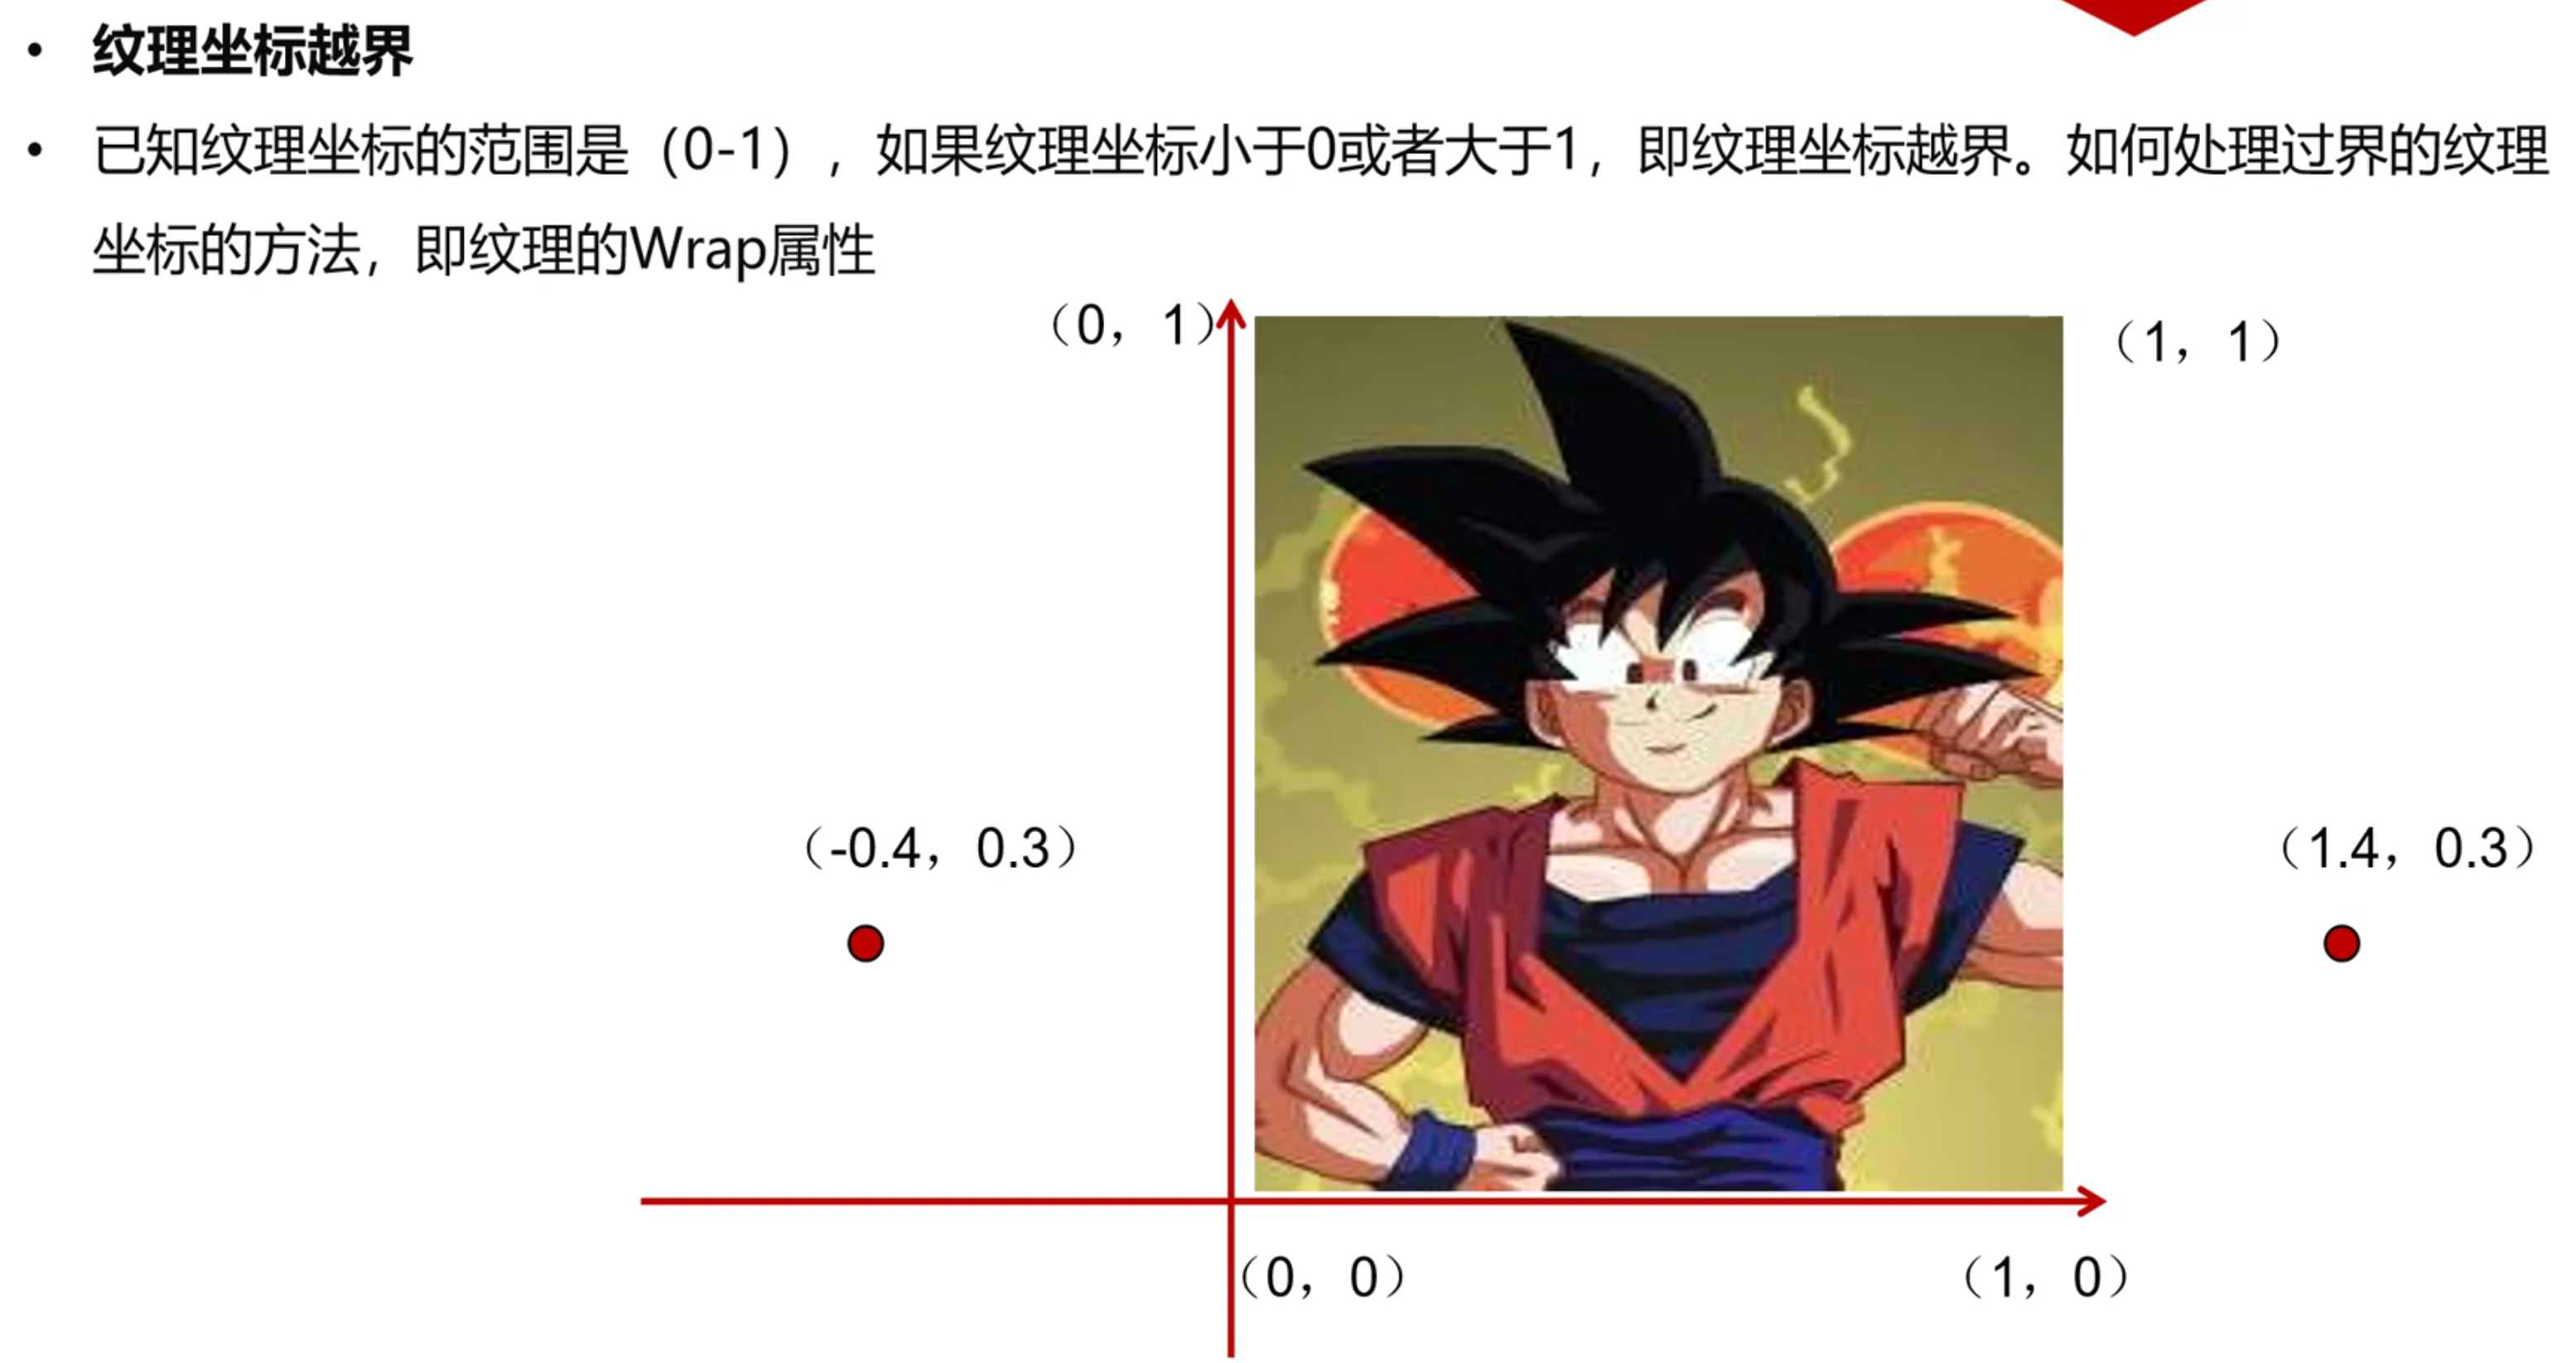 • 纹理坐标越界
• 已知纹理坐标的范围是（0-1），如果纹理坐标小于0或者大于1，即纹理坐标越界。如何处理过界的纹理
坐标的方法，即纹理的Wrap属性
（0，1）
（1，1）
（-0.4，0.3）
（1.4，0.3）
（0，0）
（1，0）